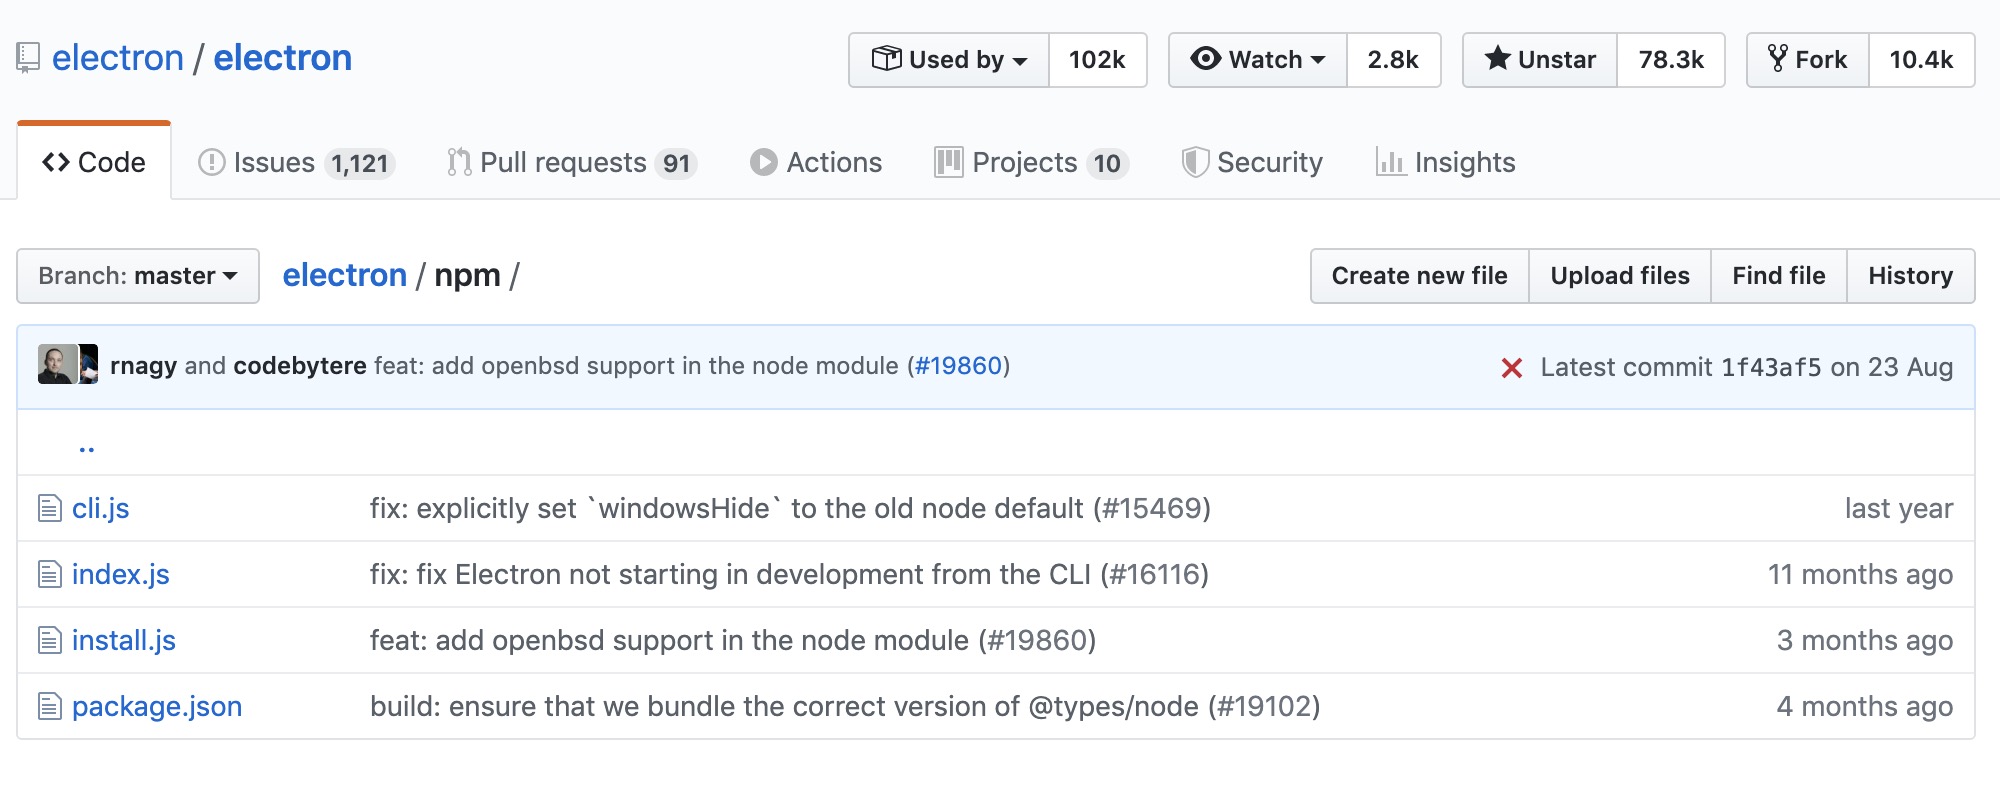 electron / electron Used by 102k Watch 2.8k Unstar 78.3k Fork 10.4k
Code Issues 1,121 Pull requests 91 Actions Projects 10 Security Insights
Branch: master electron / npm / Create new file Upload files Find file History
rnagy and codebytere feat: add openbsd support in the node module (#19860) Latest commit 1f43af5 on 23 Aug
..
cli.js fix: explicitly set `windowsHide` to the old node default (#15469) last year
index.js fix: fix Electron not starting in development from the CLI (#16116) 11 months ago
install.js feat: add openbsd support in the node module (#19860) 3 months ago
package.json build: ensure that we bundle the correct version of @types/node (#19102) 4 months ago